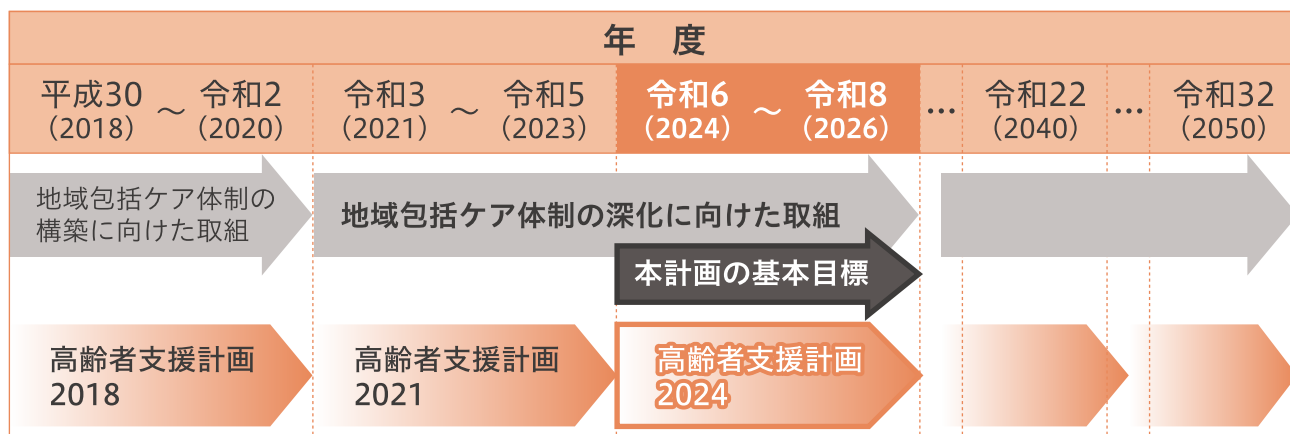 年　度
平成30 ～ 令和2
（2018） （2020）
令和3 ～ 令和5
（2021） （2023）
令和6 ～ 令和8
（2024） （2026）
…
令和22
（2040）
…
令和32
（2050）
地域包括ケア体制の
構築に向けた取組
地域包括ケア体制の深化に向けた取組
本計画の基本目標
高齢者支援計画
2018
高齢者支援計画
2021
高齢者支援計画
2024